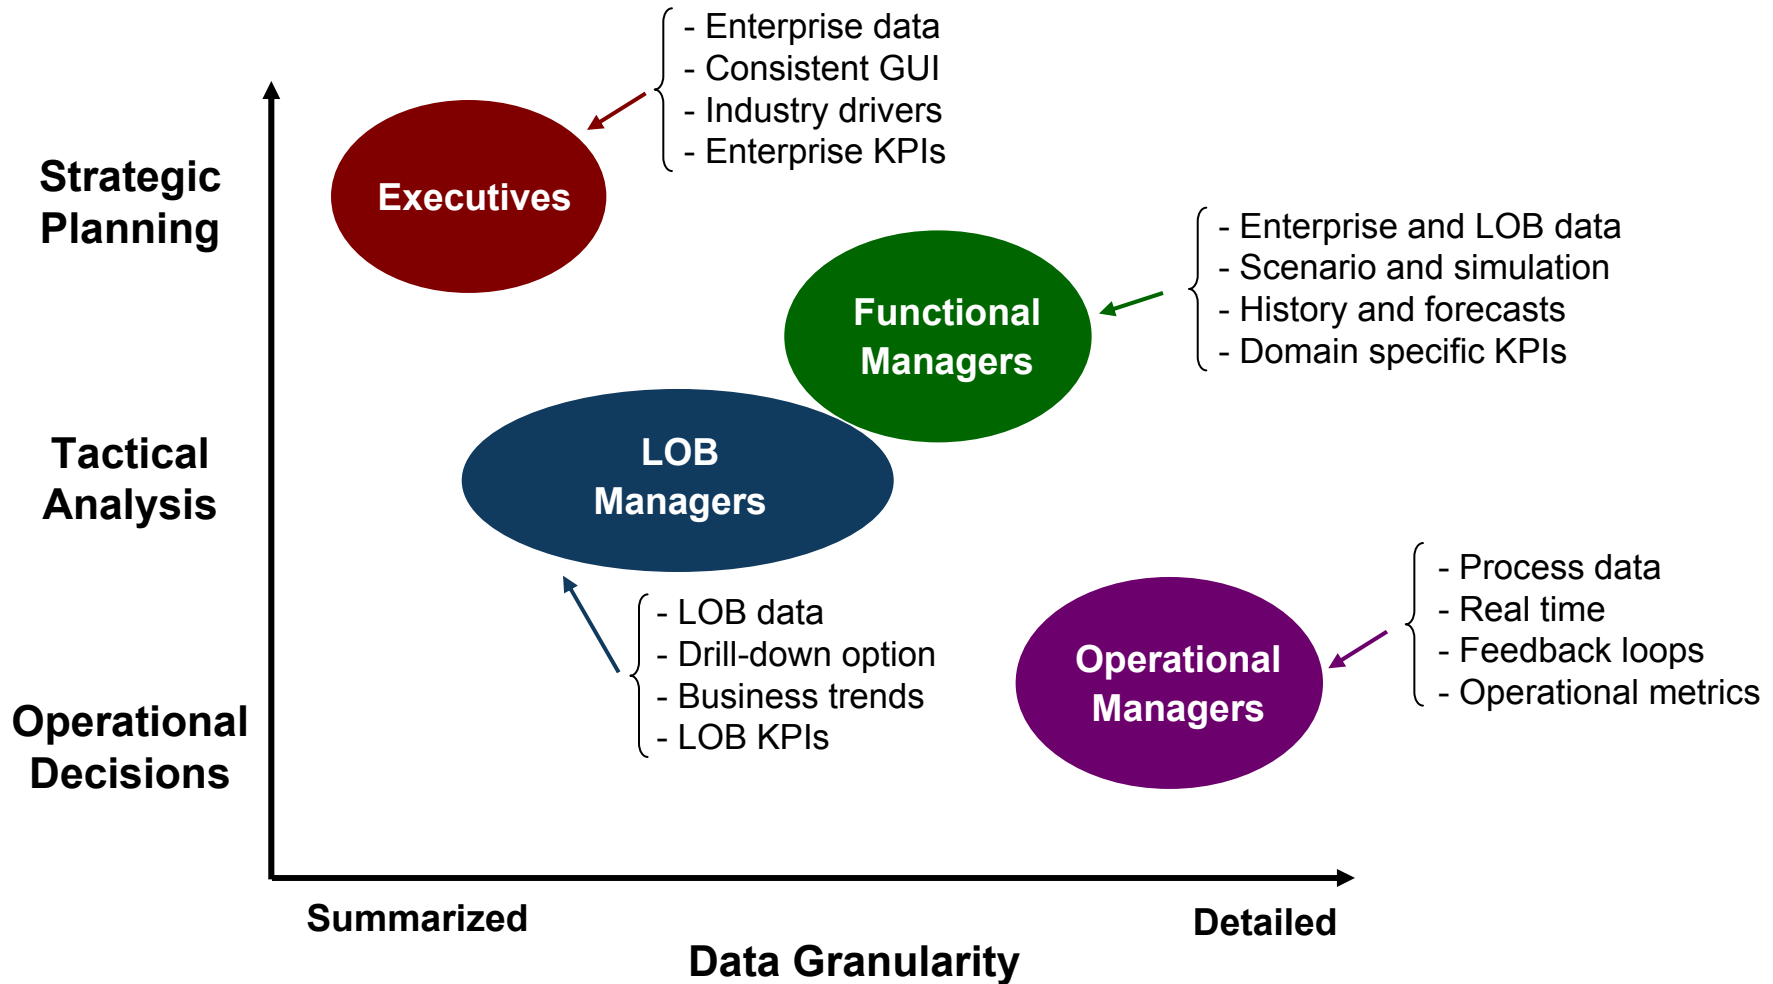 - Enterprise data
- Consistent GUI
- Industry drivers
- Enterprise KPIs
Strategic
Planning
Executives
- Enterprise and LOB data
- Scenario and simulation
- History and forecasts
- Domain specific KPIs
Functional
Managers
Tactical
Analysis
LOB
Managers
- LOB data
- Drill-down option
- Business trends
- LOB KPIs
- Process data
- Real time
- Feedback loops
- Operational metrics
Operational
Managers
Operational
Decisions
Summarized
Detailed
Data Granularity